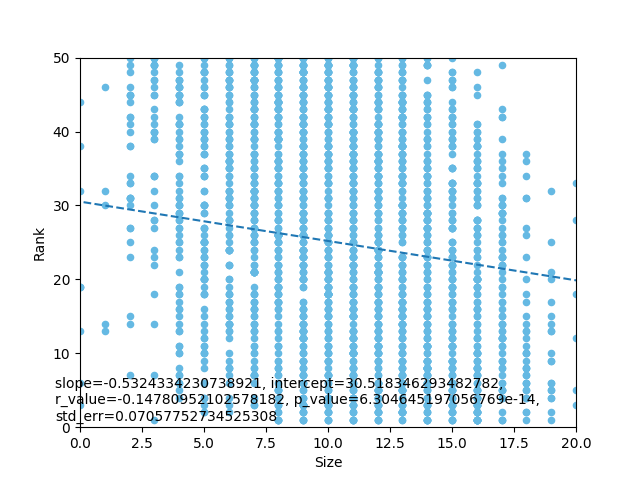 50
40
30
20
10
0
Rank
slope=-0.5324334230738921, intercept=30.518346293482782,
r_value=-0.14780952102578182, p_value=6.304645197056769e-14,
std_err=0.07057752734525308
0.0 2.5 5.0 7.5 10.0 12.5 15.0 17.5 20.0
Size